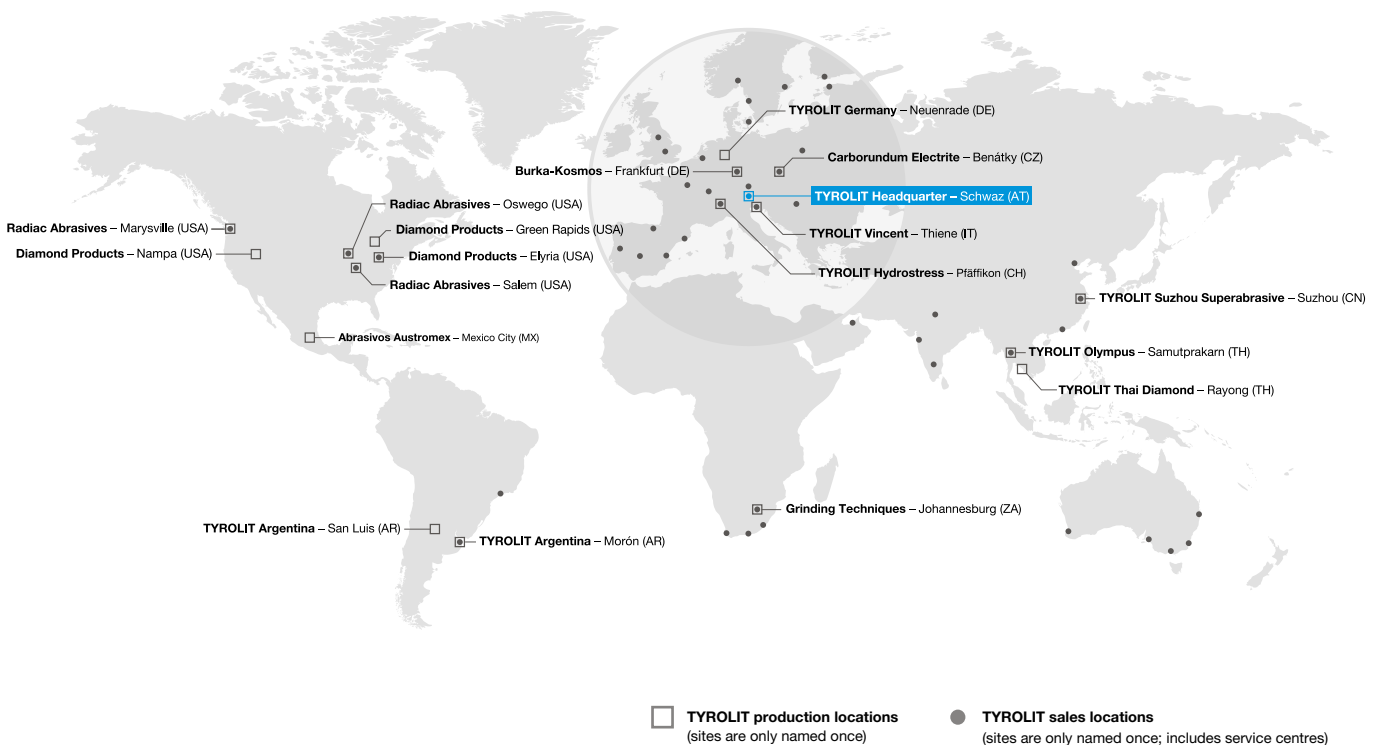 TYROLIT Germany – Neuenrade (DE)
Carborundum Electrite – Benátky (CZ)
Burka-Kosmos – Frankfurt (DE)
TYROLIT Headquarter – Schwaz (AT)
Radiac Abrasives – Oswego (USA)
Radiac Abrasives – Marysville (USA)
Diamond Products – Green Rapids (USA)
TYROLIT Vincent – Thiene (IT)
Diamond Products – Nampa (USA)
Diamond Products – Elyria (USA)
TYROLIT Hydrostress – Pfäffikon (CH)
Radiac Abrasives – Salem (USA)
TYROLIT Suzhou Superabrasive – Suzhou (CN)
Abrasivos Austromex – Mexico City (MX)
TYROLIT Olympus – Samutprakarn (TH)
TYROLIT Thai Diamond – Rayong (TH)
Grinding Techniques – Johannesburg (ZA)
TYROLIT Argentina – San Luis (AR)
TYROLIT Argentina – Morón (AR)
TYROLIT production locations
(sites are only named once)
TYROLIT sales locations
(sites are only named once; includes service centres)